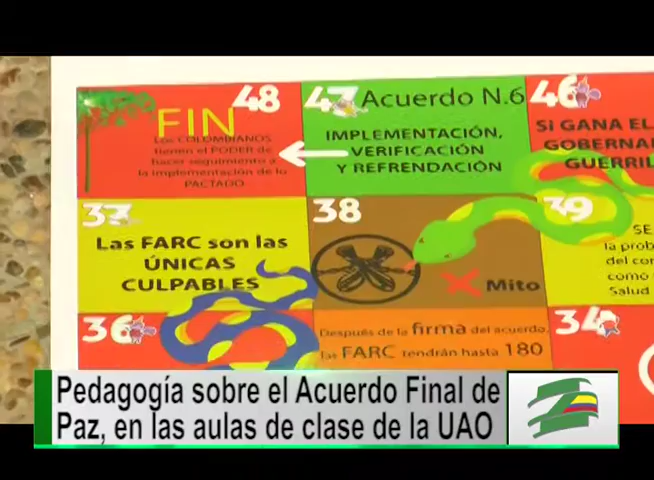 48
FIN
Los COLOMBIANOS
tienen el PODER de
hacer seguimiento a
la implementación de lo
PACTADO
47
Acuerdo N.6
IMPLEMENTACIÓN,
VERIFICACIÓN
Y REFRENDACIÓN
46
Si GANA EL
GOBERNA
GUERRIL
37
Las FARC son las
ÚNICAS
CULPABLES
38
Mito
39
SE
la prob
del con
como
Salud
36
Después de la firma del acuerdo,
las FARC tendrán hasta 180
34
Pedagogía sobre el Acuerdo Final de
Paz, en las aulas de clase de la UAO